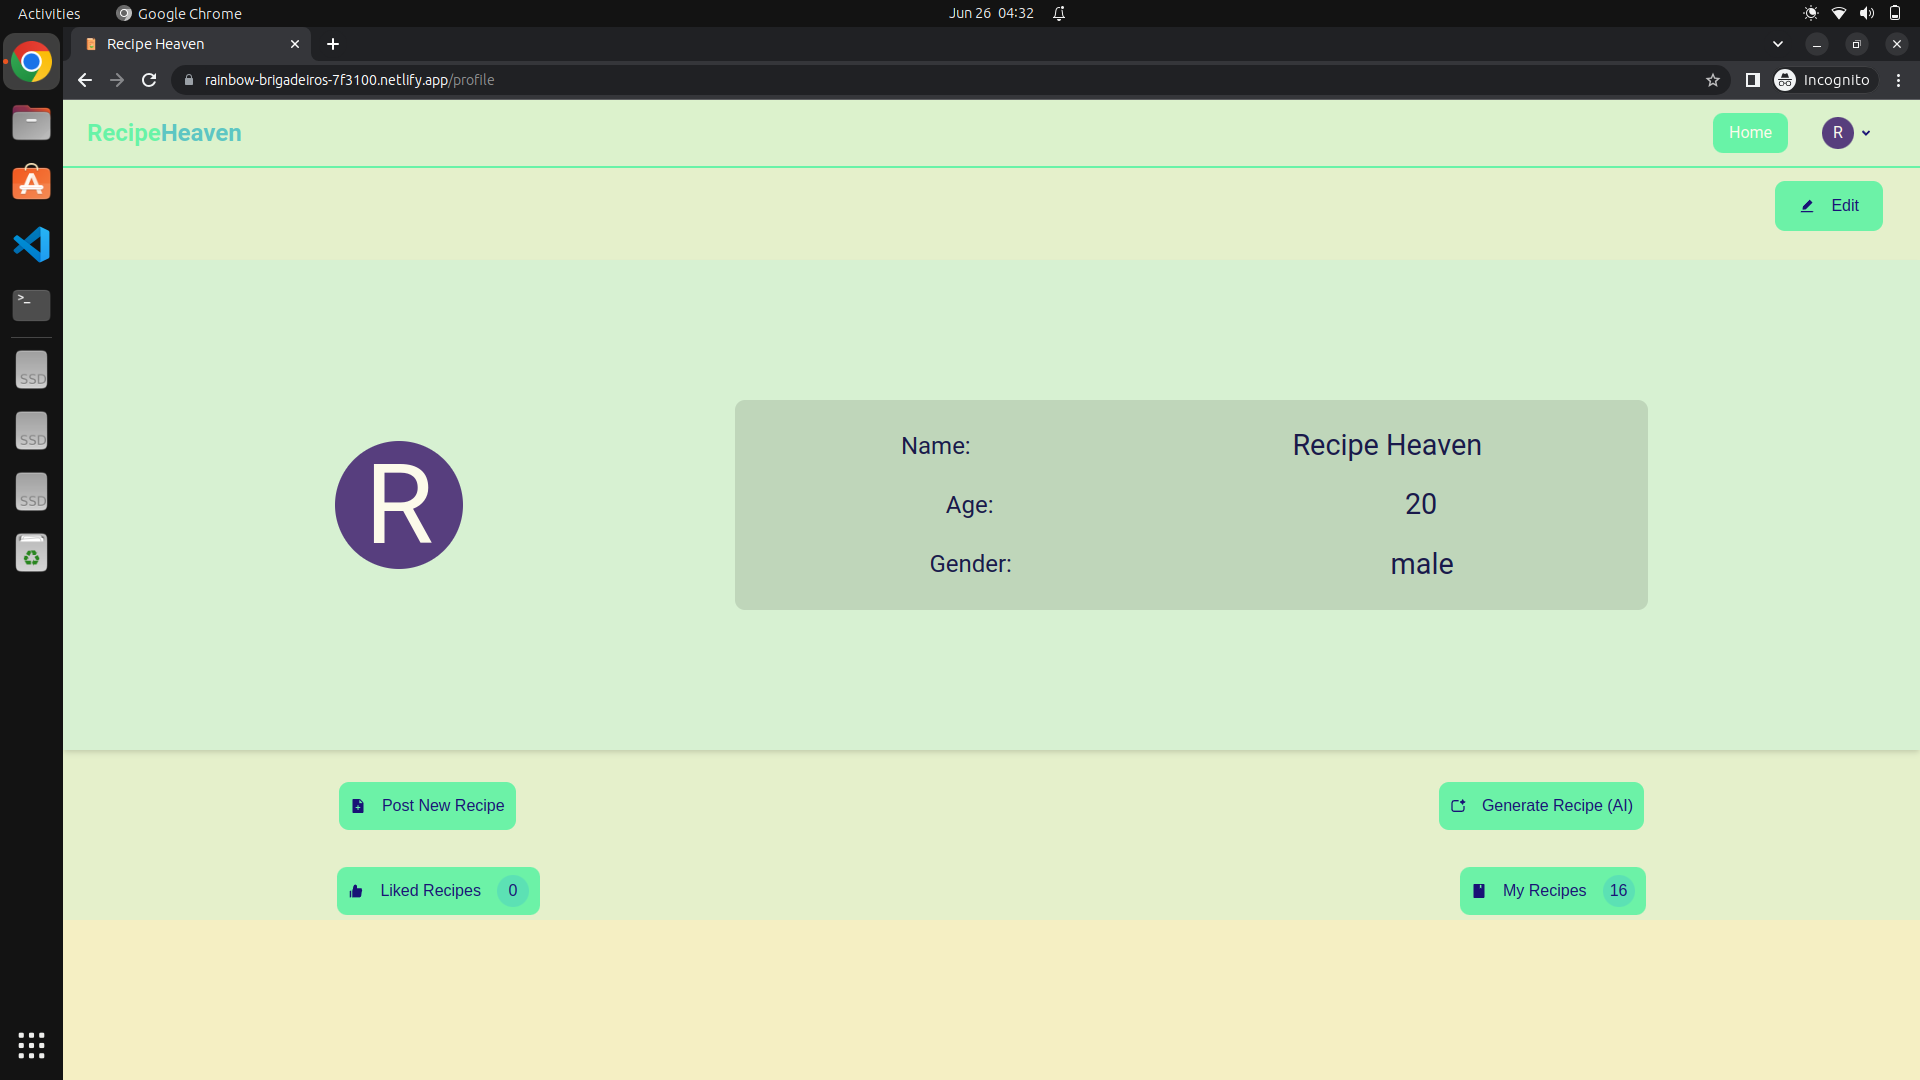 Activities
Google Chrome
Jun 26 04:32
Recipe Heaven
rainbow-brigadeiros-7f3100.netlify.app/profile
Incognito
RecipeHeaven
Home
R
Edit
>_
SSD
SSD
SSD
R
Name: Recipe Heaven
Age: 20
Gender: male
Post New Recipe
Generate Recipe (AI)
Liked Recipes 0
My Recipes 16